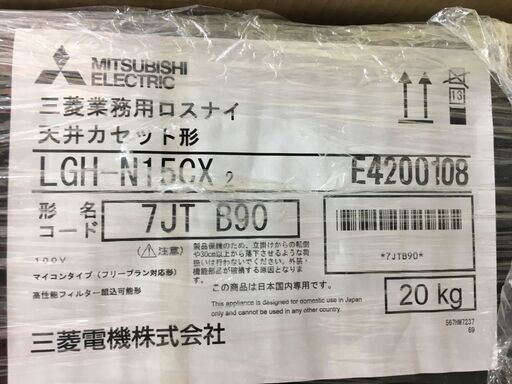 MITSUBISHI
ELECTRIC
三菱業務用ロスナイ
天井カセット形
LGH-N15CX2
E4200108
13
形名
コード
7JT B90
*7JTB90*
100V
マイコンタイプ (フリープラン対応形)
高性能フィルター組込可能形
(注意)
製品保護のため、立掛けからの転倒
や30cm以上から落下させるような荷
扱いは行わないでください。外装・
機能部品が破損する原因となり
ます。
この商品は日本国内専用です。
This appliance is designed for domestic use in Japan
only and cannot be used in any other country.
20 kg
567HM7237
69
三菱電機株式会社